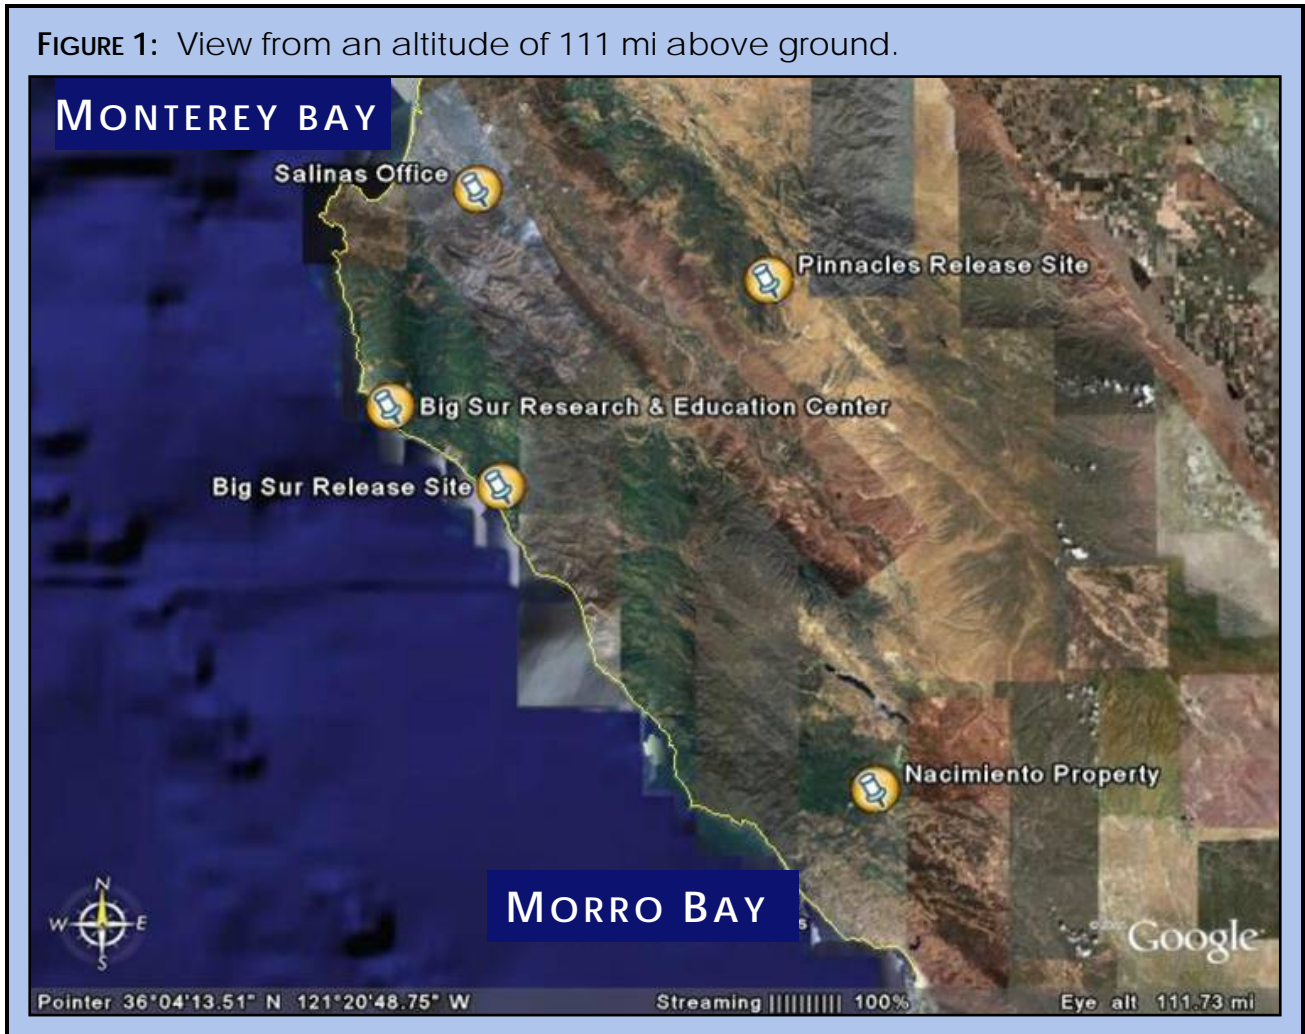 FIGURE 1: View from an altitude of 111 mi above ground.
MONTEREY BAY
Salinas Office
Pinnacles Release Site
Big Sur Research & Education Center
Big Sur Release Site
Nacimiento Property
MORRO BAY
N
W E
S
Google
Pointer 36°04'13.51" N 121°20'48.75" W Streaming |||||||||| 100% Eye alt 111.73 mi